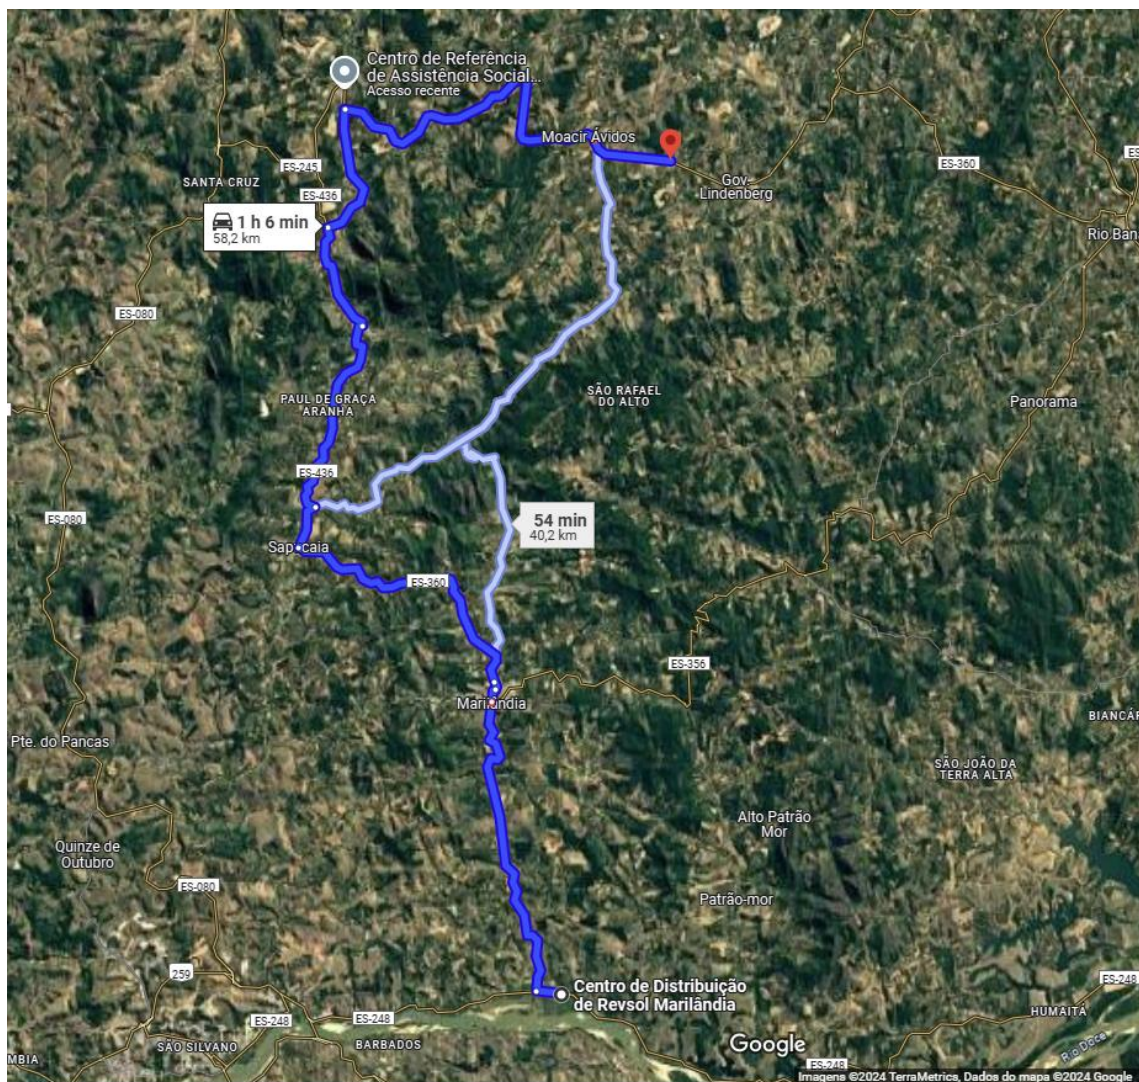 Centro de Referência
de Assistência Social...
Acesso recente
Moacir Ávidos
ES-245
ES-360
SANTA CRUZ
ES-436
Gov.
Lindenberg
1 h 6 min
58,2 km
Rio Bana
ES-080
SÃO RAFAEL
DO ALTO
PAUL DE GRAÇA
ARANHA
Panorama
ES-436
ES-080
54 min
40,2 km
Sapucaia
ES-360
ES-356
Marilândia
BIANCÁR
Pte. do Pancas
SÃO JOÃO DA
TERRA ALTA
Alto Patrão
Mor
Quinze de
Outubro
ES-080
Patrão-mor
259
Centro de Distribuição
de Revsol Marilândia
ES-248
HUMAITÁ
ES-248
ES-248
BARBADOS
SÃO SILVANO
Google
Rio Doce
MBIA
ES-248
Imagens ©2024 TerraMetrics, Dados do mapa ©2024 Google